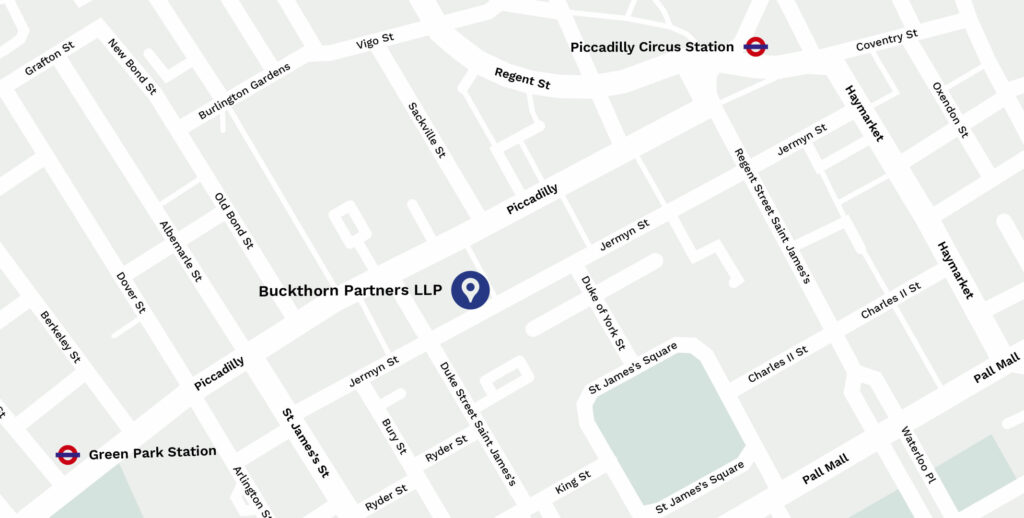 Grafton St
New Bond St
Vigo St
Piccadilly Circus Station
Coventry St
Burlington Gardens
Regent St
Sackville St
Haymarket
Oxendon St
Jermyn St
Old Bond St
Piccadilly
Regent Street Saint James's
Albemarle St
Jermyn St
Haymarket
Dover St
Buckthorn Partners LLP
Duke of York St
Charles II St
Berkeley St
Piccadilly
Jermyn St
Duke Street Saint James's
St James's Square
Charles II St
Pall Mall
St James's St
Bury St
Ryder St
Green Park Station
Arlington St
Ryder St
King St
St James's Square
Pall Mall
Waterloo Pl